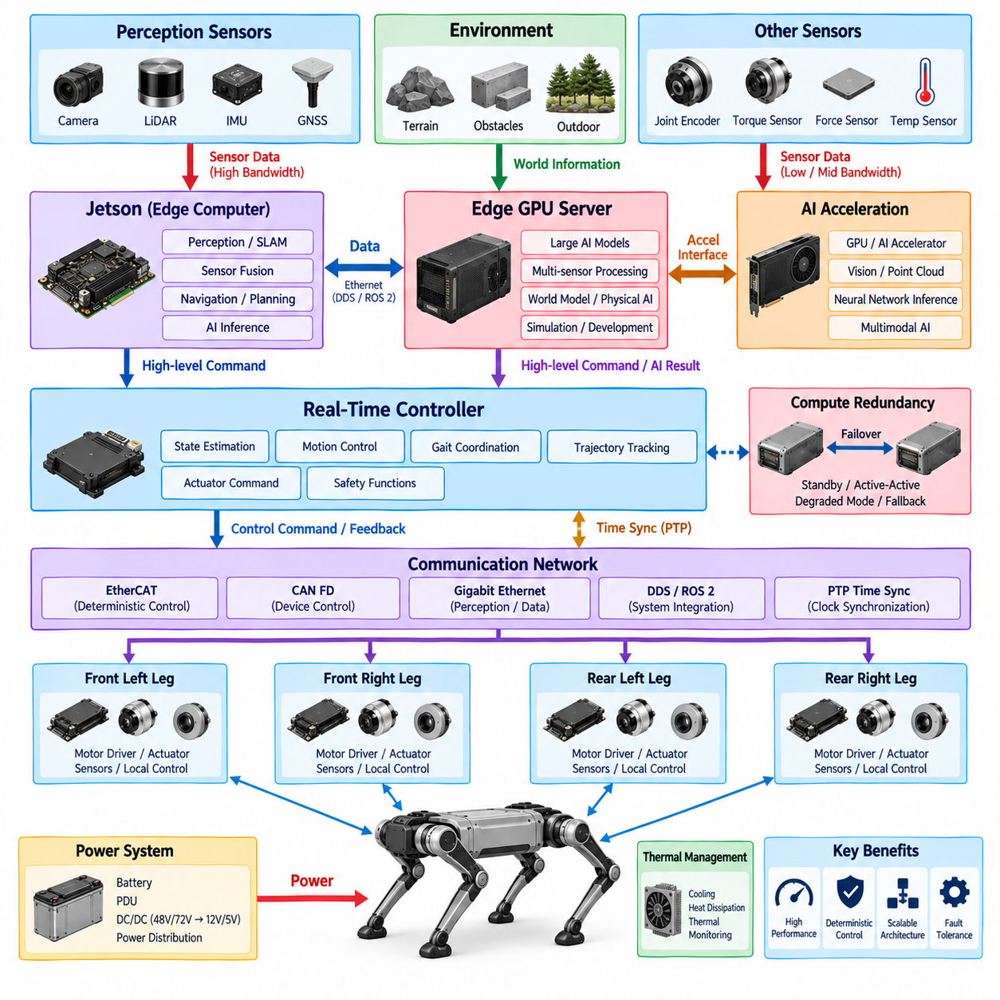 Perception Sensors
Camera
LiDAR
IMU
GNSS
Environment
Terrain
Obstacles
Outdoor
Other Sensors
Joint Encoder
Torque Sensor
Force Sensor
Temp Sensor
Sensor Data
(High Bandwidth)
World Information
Sensor Data
(Low / Mid Bandwidth)
Jetson (Edge Computer)
Perception / SLAM
Sensor Fusion
Navigation / Planning
AI Inference
Data
Ethernet
(DDS / ROS 2)
Edge GPU Server
Large AI Models
Multi-sensor Processing
World Model / Physical AI
Simulation / Development
Accel
Interface
AI Acceleration
GPU / AI Accelerator
Vision / Point Cloud
Neural Network Inference
Multimodal AI
High-level Command
High-level Command / AI Result
Real-Time Controller
State Estimation
Motion Control
Gait Coordination
Trajectory Tracking
Actuator Command
Safety Functions
Compute Redundancy
Failover
Standby / Active-Active
Degraded Mode / Fallback
Control Command / Feedback
Time Sync (PTP)
Communication Network
EtherCAT
(Deterministic Control)
CAN FD
(Device Control)
Gigabit Ethernet
(Perception / Data)
DDS / ROS 2
(System Integration)
PTP Time Sync
(Clock Synchronization)
Front Left Leg
Motor Driver / Actuator
Sensors / Local Control
Front Right Leg
Motor Driver / Actuator
Sensors / Local Control
Rear Left Leg
Motor Driver / Actuator
Sensors / Local Control
Rear Right Leg
Motor Driver / Actuator
Sensors / Local Control
Power System
Battery
PDU
DC/DC (48V/72V → 12V/5V)
Power Distribution
Power
Thermal Management
Cooling
Heat Dissipation
Thermal
Monitoring
Key Benefits
High
Performance
Deterministic
Control
Scalable
Architecture
Fault
Tolerance